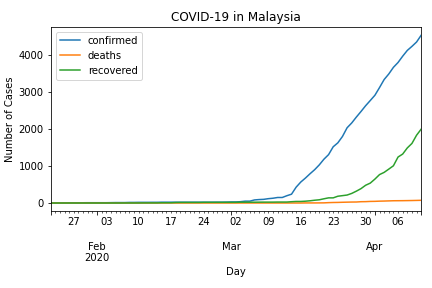 COVID-19 in Malaysia
confirmed
deaths
recovered
Number of Cases
4000
3000
2000
1000
0
27 03 10 17 24 02 09 16 23 30 06
Feb Mar Apr
2020
Day